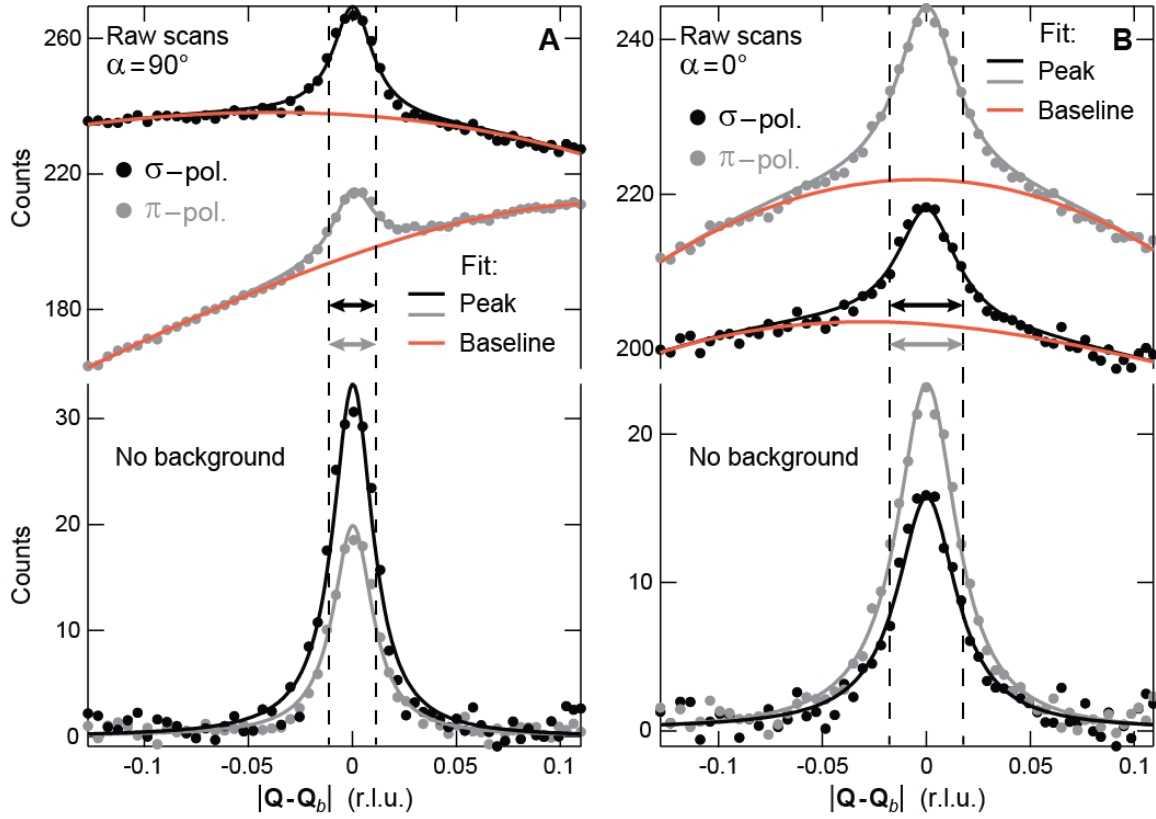 Raw scans
α=90°
A
σ-pol.
π-pol.
Fit:
Peak
Baseline
260
220
180
Counts
No background
30
20
10
0
Counts
-0.1 -0.05 0 0.05 0.1
|Q-Qb| (r.l.u.)
Raw scans
α=0°
Fit:
B
Peak
Baseline
σ-pol.
π-pol.
240
220
200
No background
20
10
0
-0.1 -0.05 0 0.05 0.1
|Q-Qb| (r.l.u.)